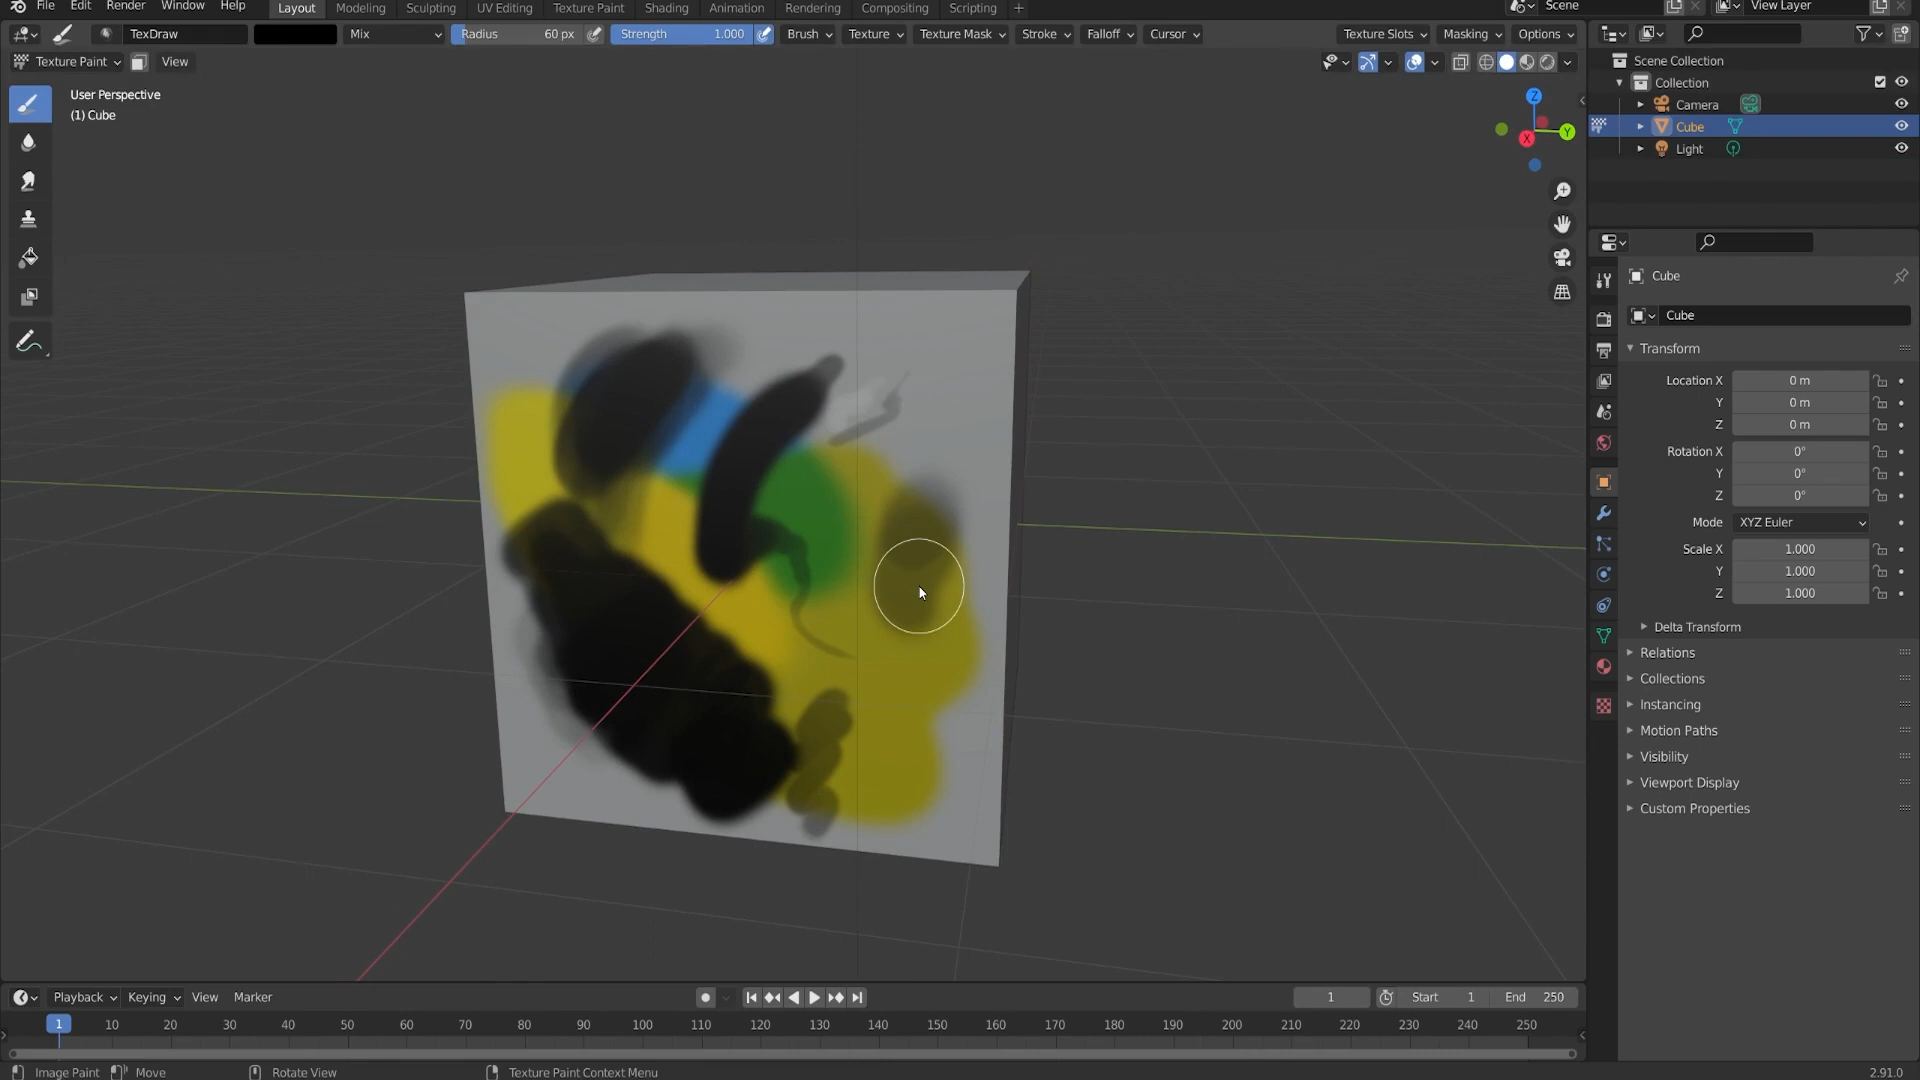 File Edit Render Window Help Layout Modeling Sculpting UV Editing Texture Paint Shading Animation Rendering Compositing Scripting + Scene View Layer
TexDraw Mix Radius 60 px Strength 1.000 Brush Texture Texture Mask Stroke Falloff Cursor Texture Slots Masking Options
Texture Paint View
User Perspective
(1) Cube
Z
Y
X
Scene Collection
Collection
Camera
Cube
Light
Cube
Cube
Transform
Location X 0 m
Y 0 m
Z 0 m
Rotation X 0°
Y 0°
Z 0°
Mode XYZ Euler
Scale X 1.000
Y 1.000
Z 1.000
Delta Transform
Relations
Collections
Instancing
Motion Paths
Visibility
Viewport Display
Custom Properties
Playback Keying View Marker 1 Start 1 End 250
1 10 20 30 40 50 60 70 80 90 100 110 120 130 140 150 160 170 180 190 200 210 220 230 240 250
Image Paint Move Rotate View Texture Paint Context Menu 2.91.0